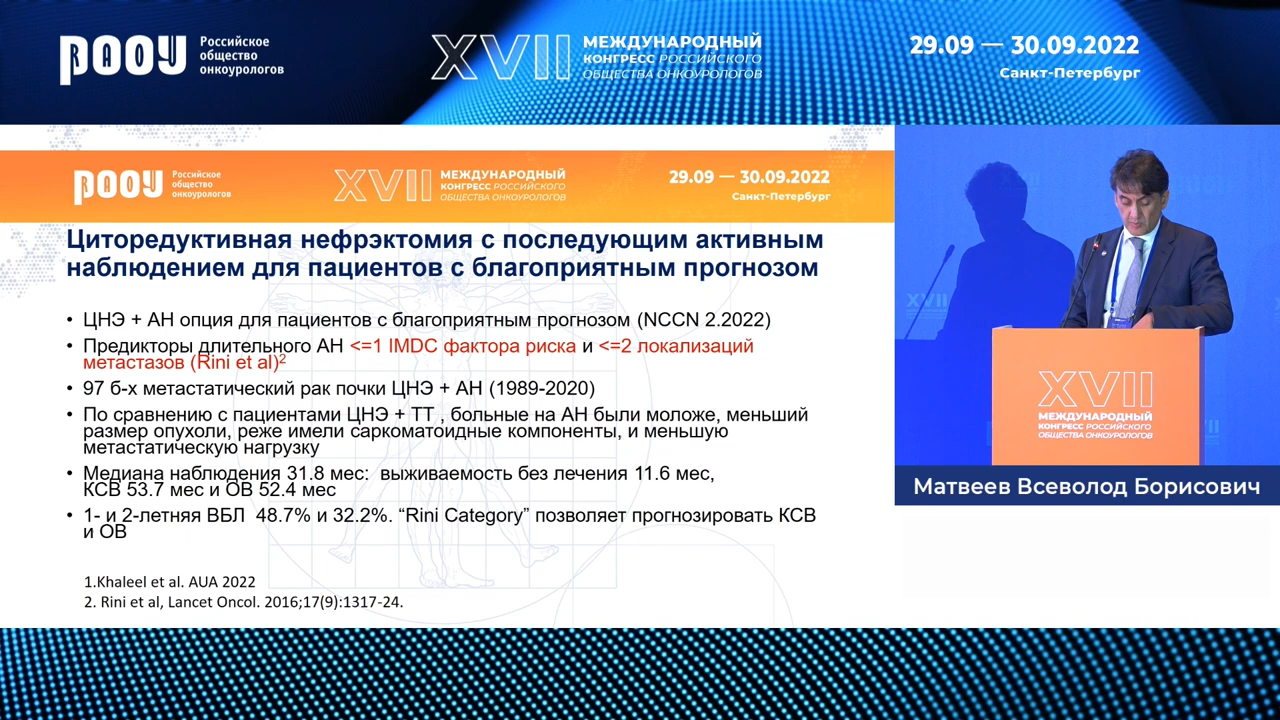 РООУ
Российское
общество
онкоурологов
XVII
МЕЖДУНАРОДНЫЙ
КОНГРЕСС РОССИЙСКОГО
ОБЩЕСТВА ОНКОУРОЛОГОВ
29.09 — 30.09.2022
Санкт-Петербург
РООУ
Российское
общество
онкоурологов
XVII
МЕЖДУНАРОДНЫЙ
КОНГРЕСС РОССИЙСКОГО
ОБЩЕСТВА ОНКОУРОЛОГОВ
29.09 — 30.09.2022
Санкт-Петербург
Циторедуктивная нефрэктомия с последующим активным
наблюдением для пациентов с благоприятным прогнозом
• ЦНЭ + АН опция для пациентов с благоприятным прогнозом (NCCN 2.2022)
• Предикторы длительного АН <=1 IMDC фактора риска и <=2 локализаций
метастазов (Rini et al)2
• 97 б-х метастатический рак почки ЦНЭ + АН (1989-2020)
• По сравнению с пациентами ЦНЭ + ТТ , больные на АН были моложе, меньший
размер опухоли, реже имели саркоматоидные компоненты, и меньшую
метастатическую нагрузку
• Медиана наблюдения 31.8 мес: выживаемость без лечения 11.6 мес,
КСВ 53.7 мес и ОВ 52.4 мес
• 1- и 2-летняя ВБЛ 48.7% и 32.2%. “Rini Category” позволяет прогнозировать КСВ
и ОВ
1.Khaleel et al. AUA 2022
2. Rini et al, Lancet Oncol. 2016;17(9):1317-24.
XVII
МЕЖДУНАРОДНЫЙ
КОНГРЕСС РОССИЙСКОГО
ОБЩЕСТВА ОНКОУРОЛОГОВ
Матвеев Всеволод Борисович